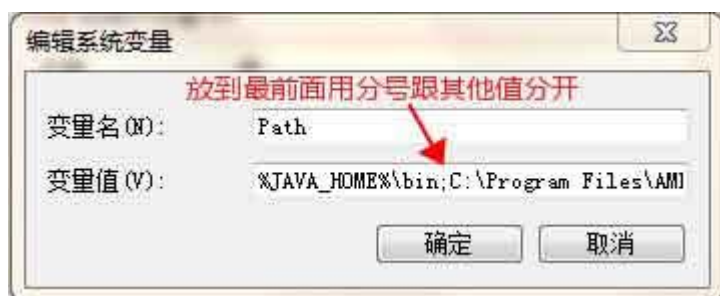 编辑系统变量
放到最前面用分号跟其他值分开
变量名(N):
Path
变量值(V):
%JAVA_HOME%\bin;C:\Program Files\AMI
确定
取消